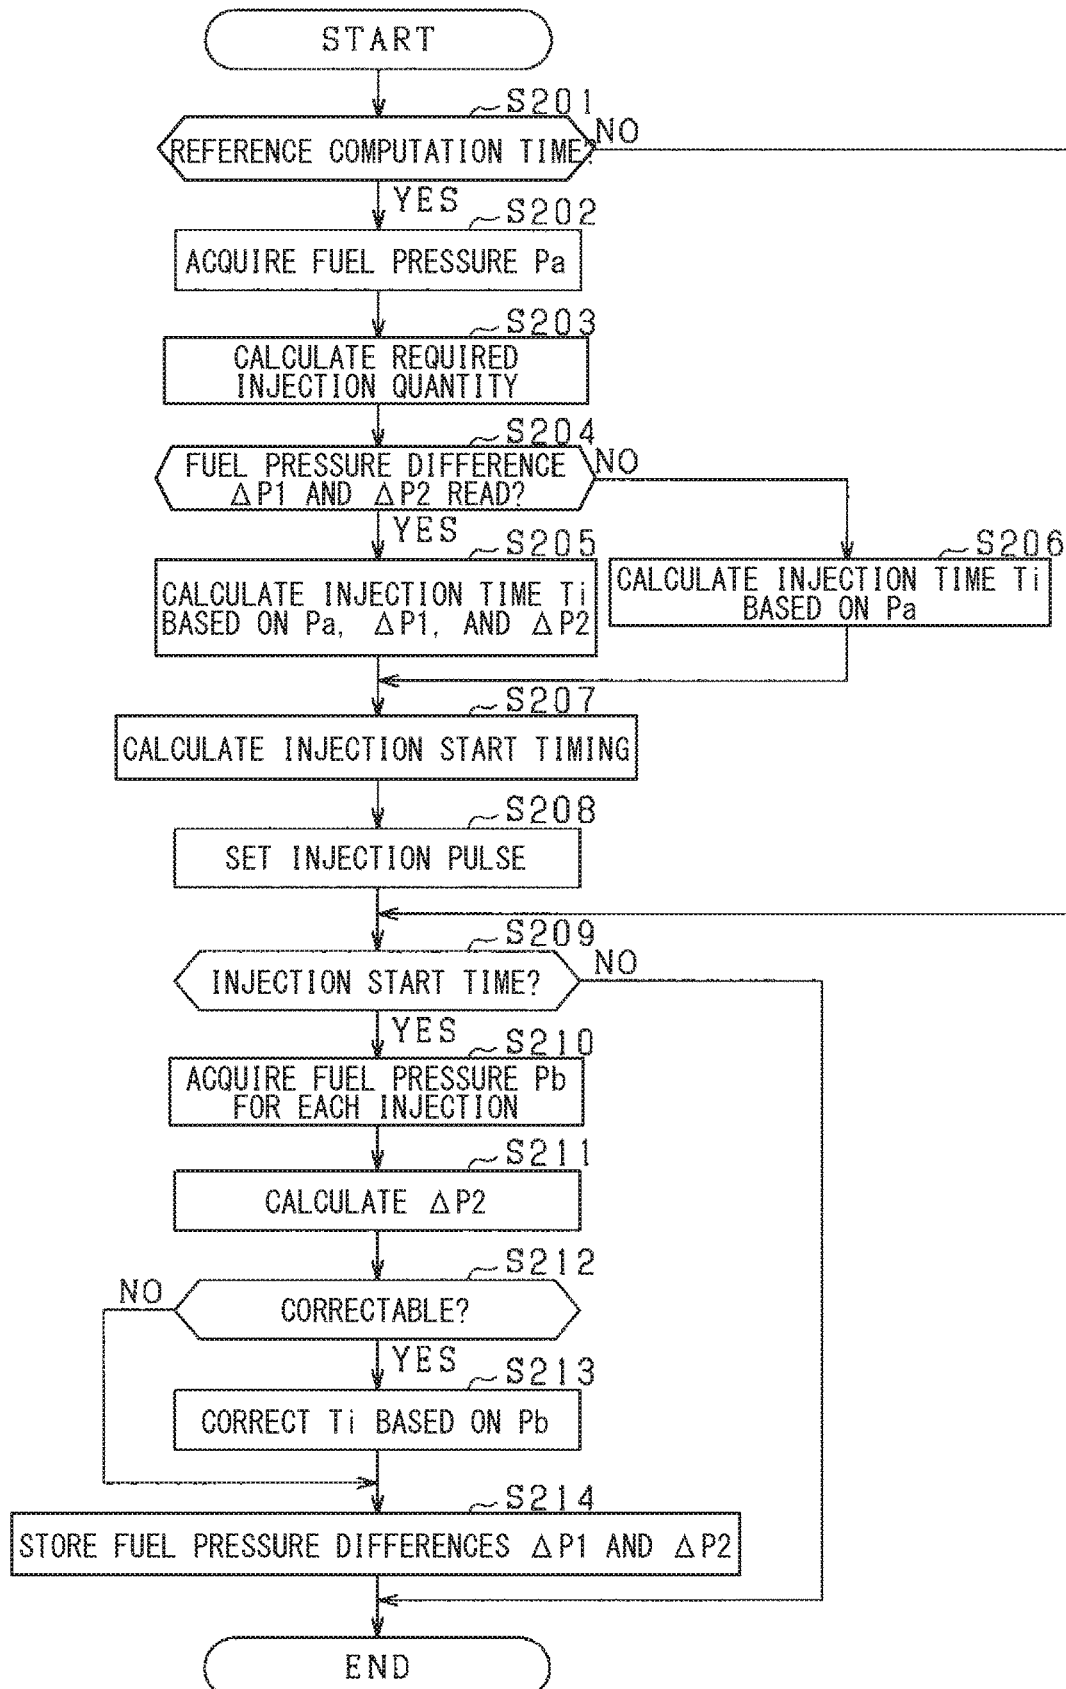 START
S201
REFERENCE COMPUTATION TIME?
NO
YES
S202
ACQUIRE FUEL PRESSURE Pa
S203
CALCULATE REQUIRED
INJECTION QUANTITY
S204
FUEL PRESSURE DIFFERENCE
ΔP1 AND ΔP2 READ?
NO
YES
S205
CALCULATE INJECTION TIME Ti
BASED ON Pa, ΔP1, AND ΔP2
S206
CALCULATE INJECTION TIME Ti
BASED ON Pa
S207
CALCULATE INJECTION START TIMING
S208
SET INJECTION PULSE
S209
INJECTION START TIME?
NO
YES
S210
ACQUIRE FUEL PRESSURE Pb
FOR EACH INJECTION
S211
CALCULATE ΔP2
S212
NO
CORRECTABLE?
YES
S213
CORRECT Ti BASED ON Pb
S214
STORE FUEL PRESSURE DIFFERENCES ΔP1 AND ΔP2
END